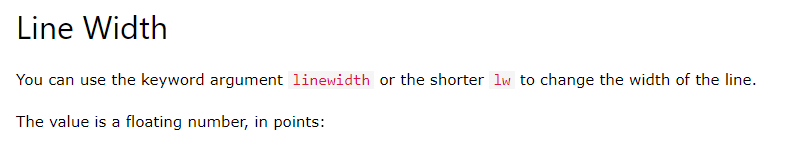 Line Width
You can use the keyword argument linewidth or the shorter lw to change the width of the line.
The value is a floating number, in points: